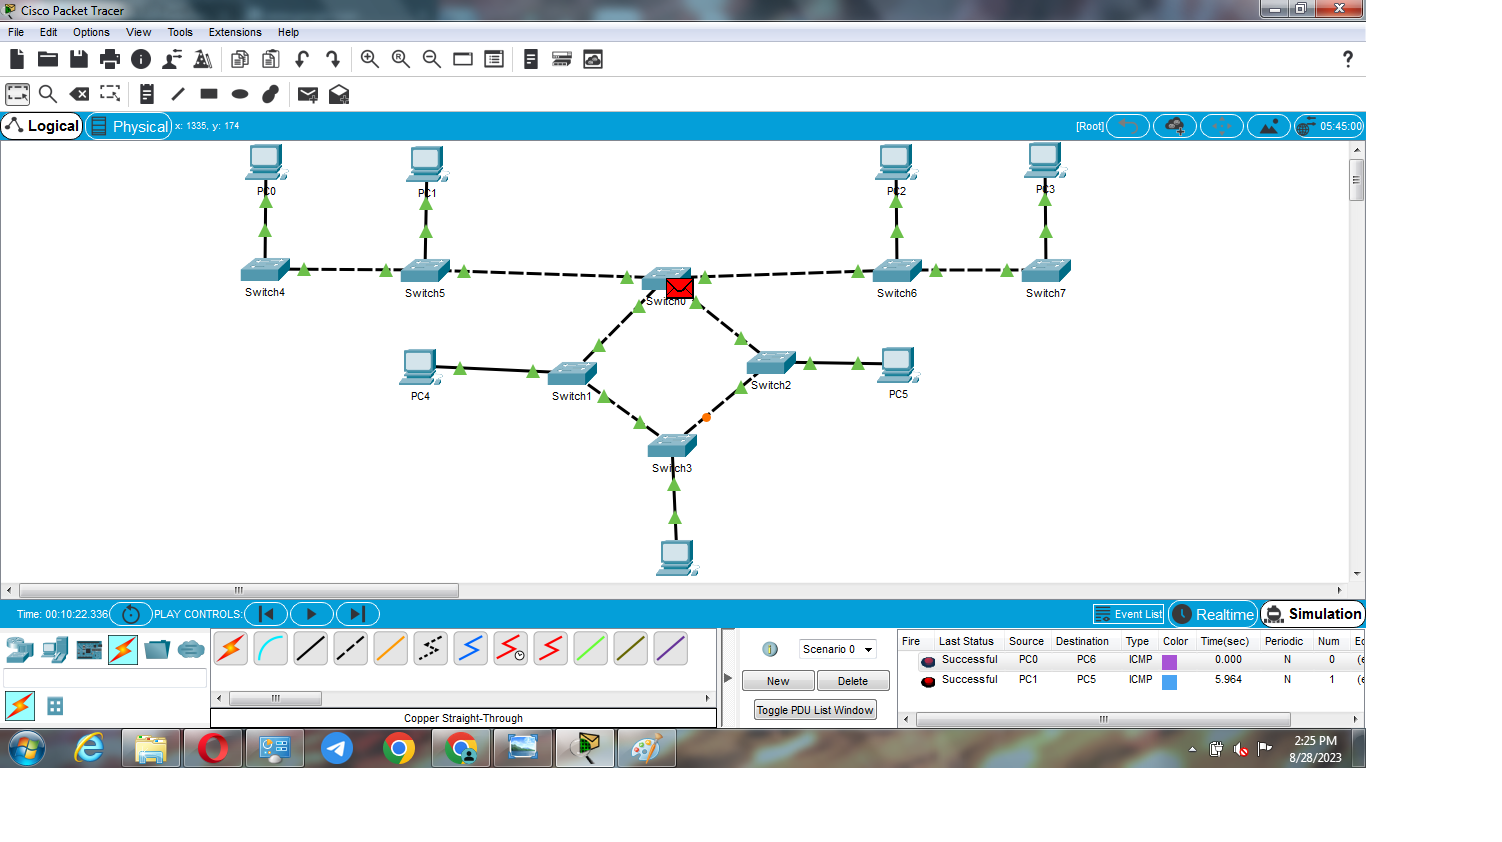 Cisco Packet Tracer
File Edit Options View Tools Extensions Help
Logical Physical x: 1335, y: 174 [Root] 05:45:00
PC0 PC1 PC2 PC3
Switch4 Switch5 Switch0 Switch6 Switch7
PC4 Switch1 Switch2 PC5
Switch3
Time: 00:10:22.336 PLAY CONTROLS: Event List Realtime Simulation
Scenario 0
New Delete
Toggle PDU List Window
Copper Straight-Through
Fire Last Status Source Destination Type Color Time(sec) Periodic Num
Successful PC0 PC6 ICMP 0.000 N 0 (e
Successful PC1 PC5 ICMP 5.964 N 1 (e
2:25 PM
8/28/2023